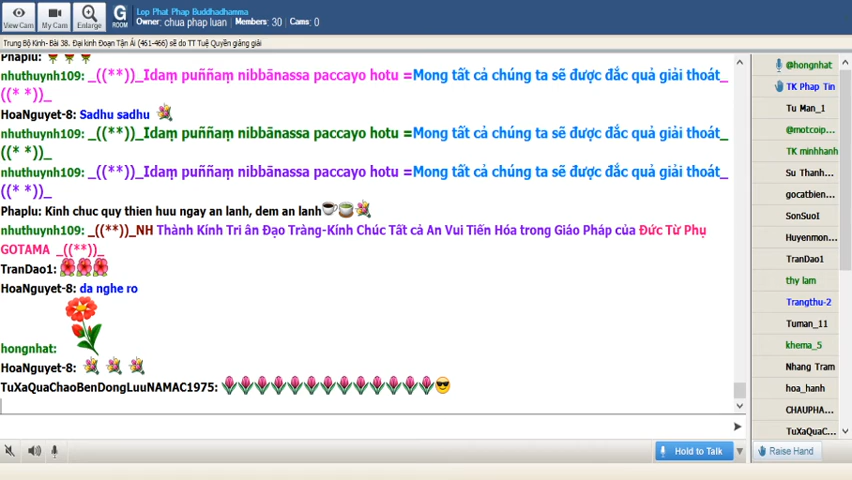 Lop Phat Phap Buddhadhamma
Owner: chua phap luan Members: 30 Cams: 0
View Cam My Cam Enlarge G ROOM
Trung Bộ Kinh- Bài 38. Đại kinh Đoạn Tận Ái (461-466) sẽ do TT Tuệ Quyền giảng giải
Phaplu:
nhuthuynh109: _((**))_Idaṃ puññaṃ nibbānassa paccayo hotu =Mong tất cả chúng ta sẽ được đắc quả giải thoát_
((* *))_
HoaNguyet-8: Sadhu sadhu
nhuthuynh109: _((**))_Idaṃ puññaṃ nibbānassa paccayo hotu =Mong tất cả chúng ta sẽ được đắc quả giải thoát_
((* *))_
nhuthuynh109: _((**))_Idaṃ puññaṃ nibbānassa paccayo hotu =Mong tất cả chúng ta sẽ được đắc quả giải thoát_
((* *))_
Phaplu: Kinh chuc quy thien huu ngay an lanh, dem an lanh
nhuthuynh109: _((**))_NH Thành Kính Tri ân Đạo Tràng-Kính Chúc Tất cả An Vui Tiến Hóa trong Giáo Pháp của Đức Từ Phụ
GOTAMA _((**))_
TranDao1:
HoaNguyet-8: da nghe ro
hongnhat:
HoaNguyet-8:
TuXaQuaChaoBenDongLuuNAMAC1975:
@hongnhat
TK Phap Tin
Tu Man_1
@motcoip...
TK minhhanh
Su Thanh...
gocatbien...
SonSuoI
Huyenmon...
TranDao1
thy lam
Trangthu-2
Tuman_11
khema_5
Nhang Tram
hoa_hanh
CHAUPHA...
TuXaQuaC...
Hold to Talk
Raise Hand